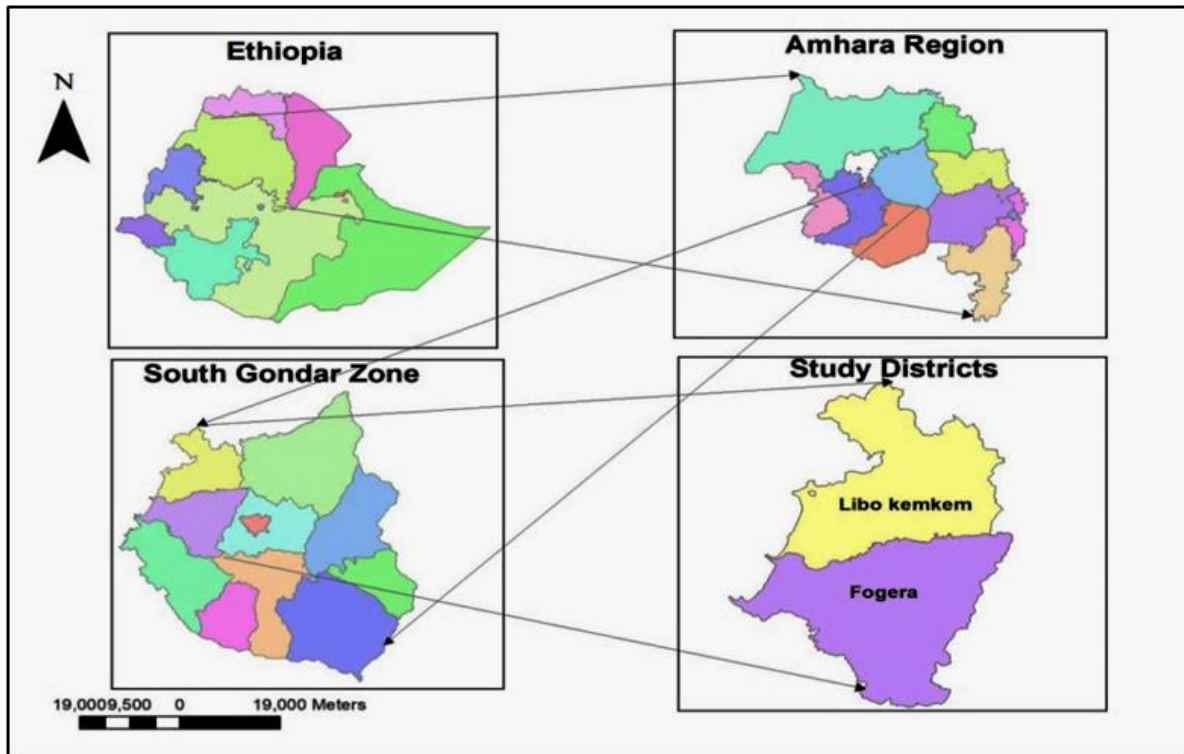 Ethiopia
Amhara Region
N
South Gondar Zone
Study Districts
Libo kemkem
Fogera
19,0009,500 0 19,000 Meters